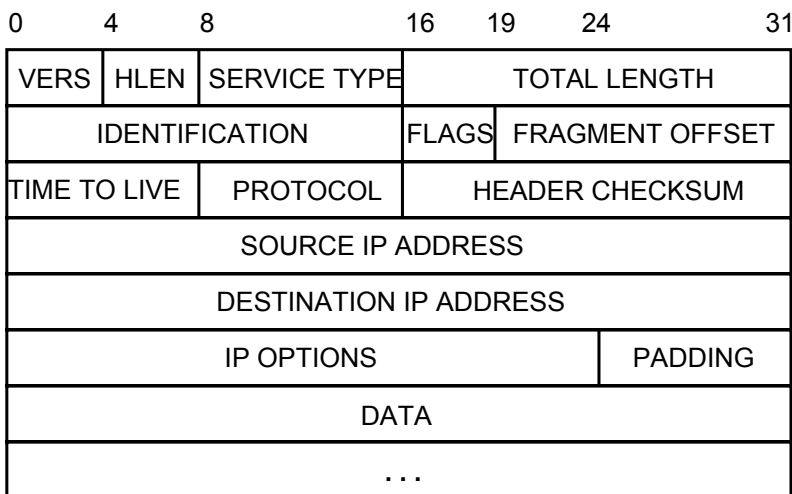 0 4 8 16 19 24 31
VERS HLEN SERVICE TYPE TOTAL LENGTH
IDENTIFICATION FLAGS FRAGMENT OFFSET
TIME TO LIVE PROTOCOL HEADER CHECKSUM
SOURCE IP ADDRESS
DESTINATION IP ADDRESS
IP OPTIONS PADDING
DATA
...